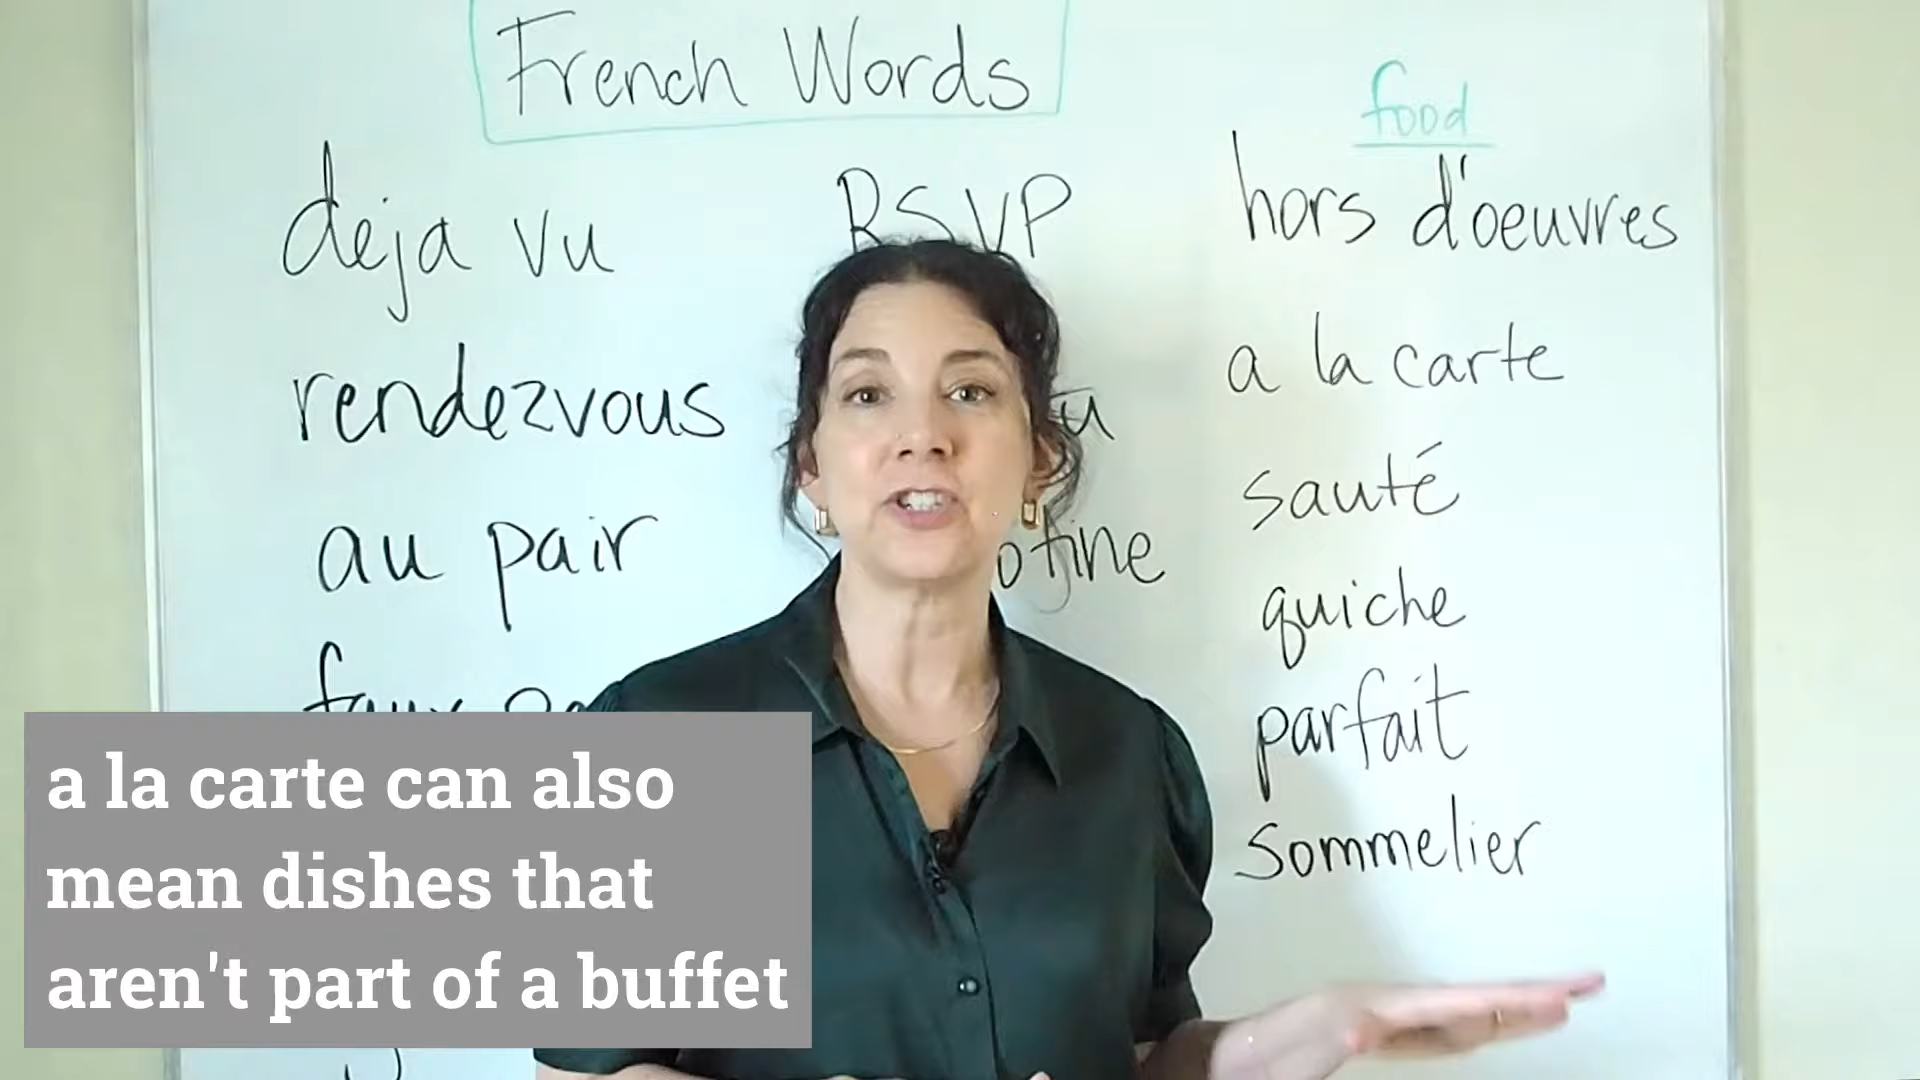 French Words
deja vu
rendezvous
au pair
RSVP
food
hors d'oeuvres
a la carte
sauté
quiche
parfait
sommelier
a la carte can also
mean dishes that
aren't part of a buffet